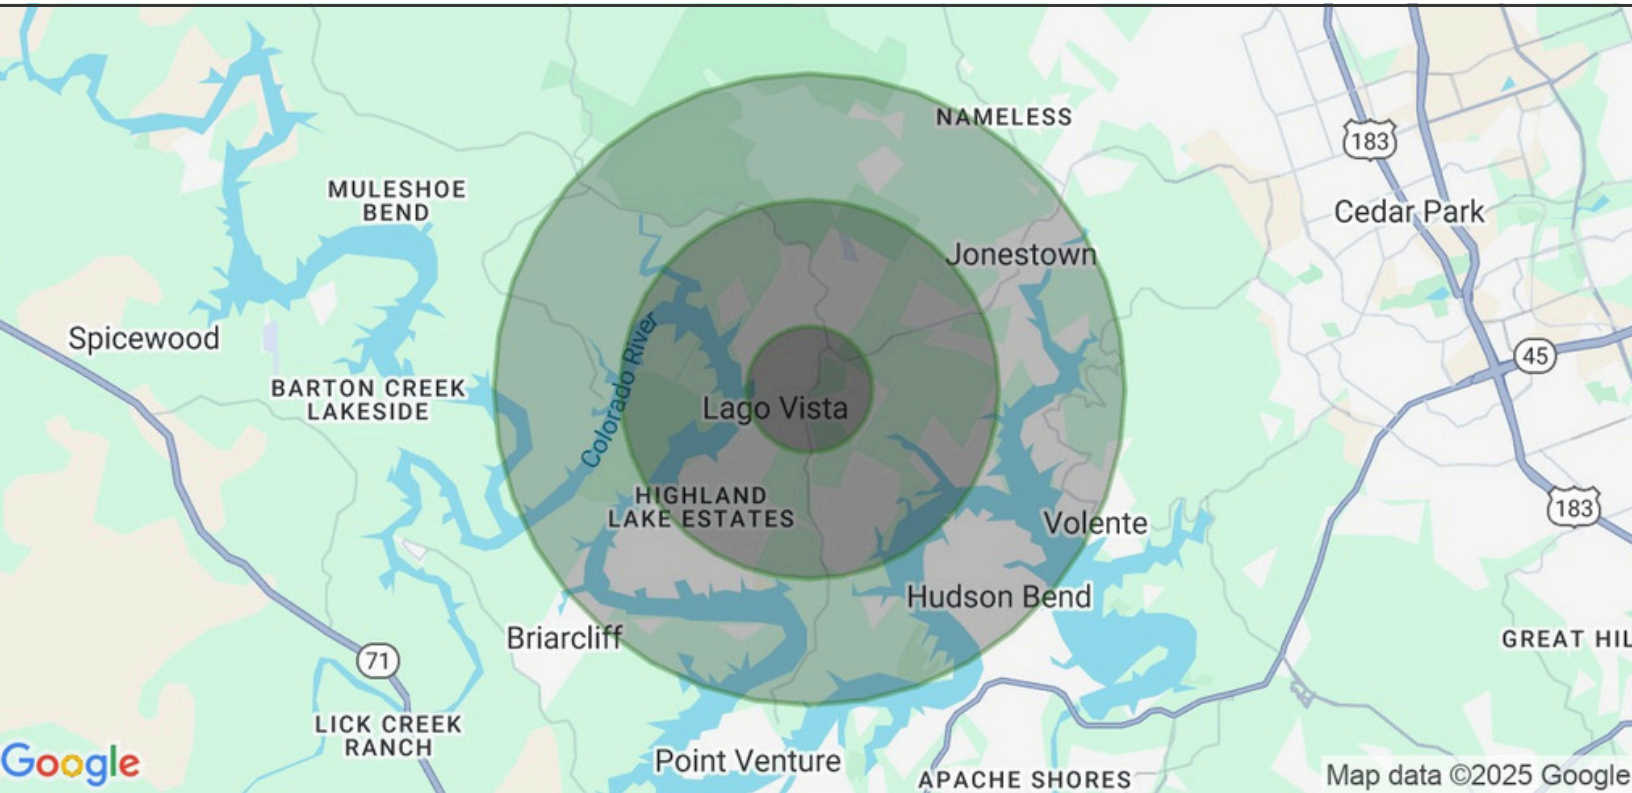 NAMELESS
183
MULESHOE
BEND
Cedar Park
Jonestown
Spicewood
45
BARTON CREEK
LAKESIDE
Colorado River
Lago Vista
HIGHLAND
LAKE ESTATES
183
Volente
Hudson Bend
Briarcliff
GREAT HIL
71
LICK CREEK
RANCH
Point Venture
APACHE SHORES
Google
Map data ©2025 Google